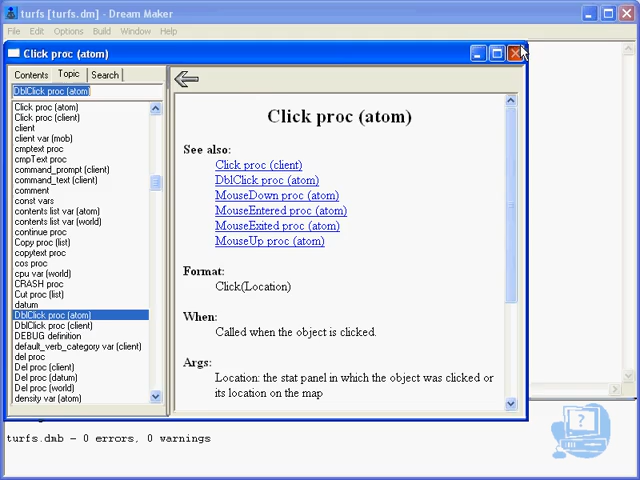 turfs [turfs.dm] - Dream Maker
File Edit Options Build Window Help
Click proc (atom)
Contents Topic Search
DblClick proc (atom)
Click proc (atom)
Click proc (client)
client
client var (mob)
cmptext proc
cmpText proc
command_prompt (client)
command_text (client)
comment
const vars
contents list var (atom)
contents list var (world)
continue proc
Copy proc (list)
copytext proc
cos proc
cpu var (world)
CRASH proc
Cut proc (list)
datum
DblClick proc (atom)
DblClick proc (client)
DEBUG definition
default_verb_category var (client)
del proc
Del proc (client)
Del proc (datum)
Del proc (world)
density var (atom)
Click proc (atom)
See also:
Click proc (client)
DblClick proc (atom)
MouseDown proc (atom)
MouseEntered proc (atom)
MouseExited proc (atom)
MouseUp proc (atom)
Format:
Click(Location)
When:
Called when the object is clicked.
Args:
Location: the stat panel in which the object was clicked or
its location on the map
turfs.dmb - 0 errors, 0 warnings
?